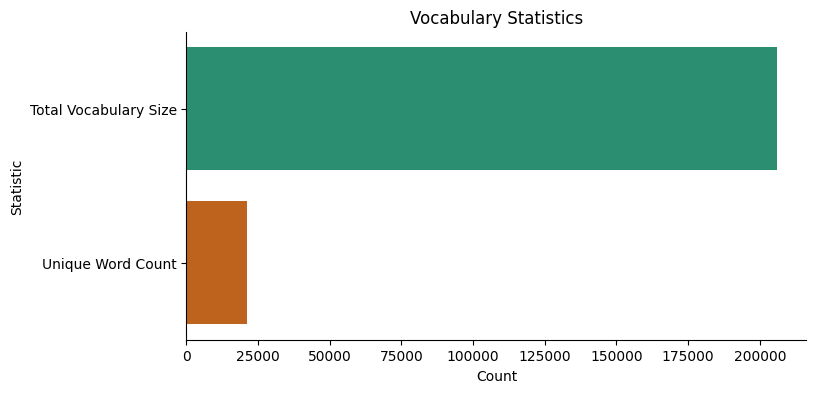 Vocabulary Statistics
Total Vocabulary Size
Unique Word Count
Statistic
0 25000 50000 75000 100000 125000 150000 175000 200000
Count